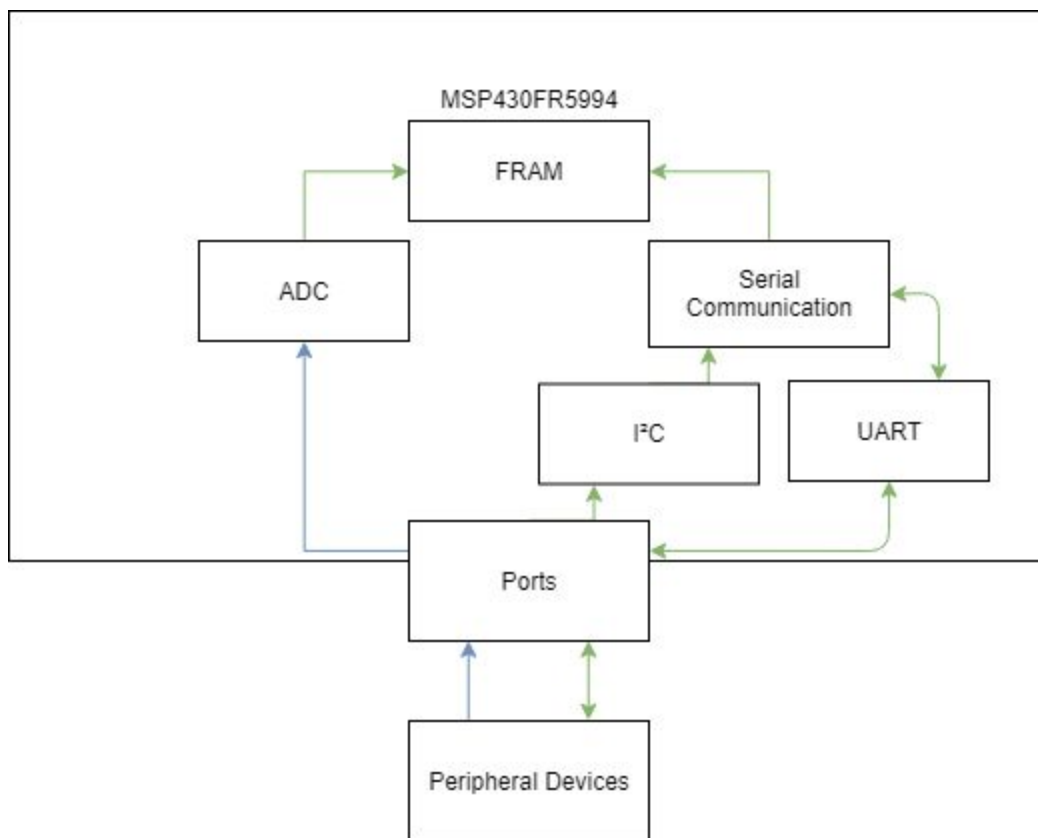 MSP430FR5994
FRAM
ADC
Serial
Communication
I²C
UART
Ports
Peripheral Devices